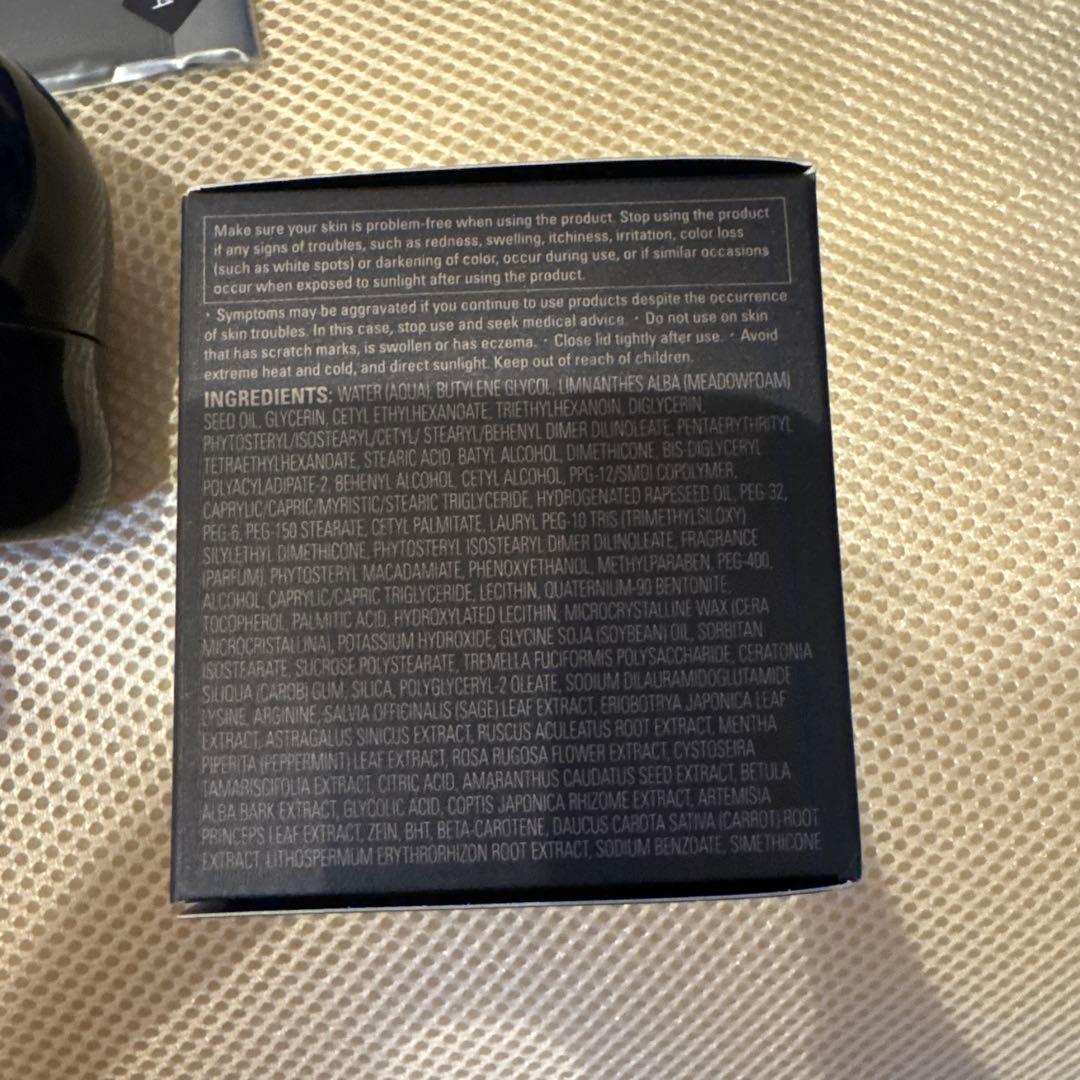 Make sure your skin is problem-free when using the product. Stop using the product
if any signs of troubles, such as redness, swelling, itchiness, irritation, color loss
(such as white spots) or darkening of color, occur during use, or if similar occasions
occur when exposed to sunlight after using the product.
・Symptoms may be aggravated if you continue to use products despite the occurrence
of skin troubles. In this case, stop use and seek medical advice. ・Do not use on skin
that has scratch marks, is swollen or has eczema. ・Close lid tightly after use. ・Avoid
extreme heat and cold, and direct sunlight. Keep out of reach of children.
INGREDIENTS: WATER (AQUA), BUTYLENE GLYCOL, LIMNANTHES ALBA (MEADOWFOAM)
SEED OIL, GLYCERIN, CETYL ETHYLHEXANOATE, TRIETHYLHEXANOIN, DIGLYCERIN,
PHYTOSTERYL/ISOSTEARYL/CETYL/ STEARYL/BEHENYL DIMER DILINOLEATE, PENTAERYTHRITYL
TETRAETHYLHEXANOATE, STEARIC ACID, BATYL ALCOHOL, DIMETHICONE, BIS-DIGLYCERYL
POLYACYLADIPATE-2, BEHENYL ALCOHOL, CETYL ALCOHOL, PPG-12/SMDI COPOLYMER,
CAPRYLIC/CAPRIC/MYRISTIC/STEARIC TRIGLYCERIDE, HYDROGENATED RAPESEED OIL, PEG-32,
PEG-6, PEG-150 STEARATE, CETYL PALMITATE, LAURYL PEG-10 TRIS (TRIMETHYLSILOXY)
SILYLETHYL DIMETHICONE, PHYTOSTERYL ISOSTEARYL DIMER DILINOLEATE, FRAGRANCE
(PARFUM), PHYTOSTERYL MACADAMIATE, PHENOXYETHANOL, METHYLPARABEN, PEG-400,
ALCOHOL, CAPRYLIC/CAPRIC TRIGLYCERIDE, LECITHIN, QUATERNIUM-90 BENTONITE,
TOCOPHEROL, PALMITIC ACID, HYDROXYLATED LECITHIN, MICROCRYSTALLINE WAX (CERA
MICROCRISTALLINA), POTASSIUM HYDROXIDE, GLYCINE SOJA (SOYBEAN) OIL, SORBITAN
ISOSTEARATE, SUCROSE POLYSTEARATE, TREMELLA FUCIFORMIS POLYSACCHARIDE, CERATONIA
SILIQUA (CAROB) GUM, SILICA, POLYGLYCERYL-2 OLEATE, SODIUM DILAURAMIDOGLUTAMIDE
LYSINE, ARGININE, SALVIA OFFICINALIS (SAGE) LEAF EXTRACT, ERIOBOTRYA JAPONICA LEAF
EXTRACT, ASTRAGALUS SINICUS EXTRACT, RUSCUS ACULEATUS ROOT EXTRACT, MENTHA
PIPERITA (PEPPERMINT) LEAF EXTRACT, ROSA RUGOSA FLOWER EXTRACT, CYSTOSEIRA
TAMARISCIFOLIA EXTRACT, CITRIC ACID, AMARANTHUS CAUDATUS SEED EXTRACT, BETULA
ALBA BARK EXTRACT, GLYCOLIC ACID, COPTIS JAPONICA RHIZOME EXTRACT, ARTEMISIA
PRINCEPS LEAF EXTRACT, ZEIN, BHT, BETA-CAROTENE, DAUCUS CAROTA SATIVA (CARROT) ROOT
EXTRACT, LITHOSPERMUM ERYTHRORHIZON ROOT EXTRACT, SODIUM BENZOATE, SIMETHICONE